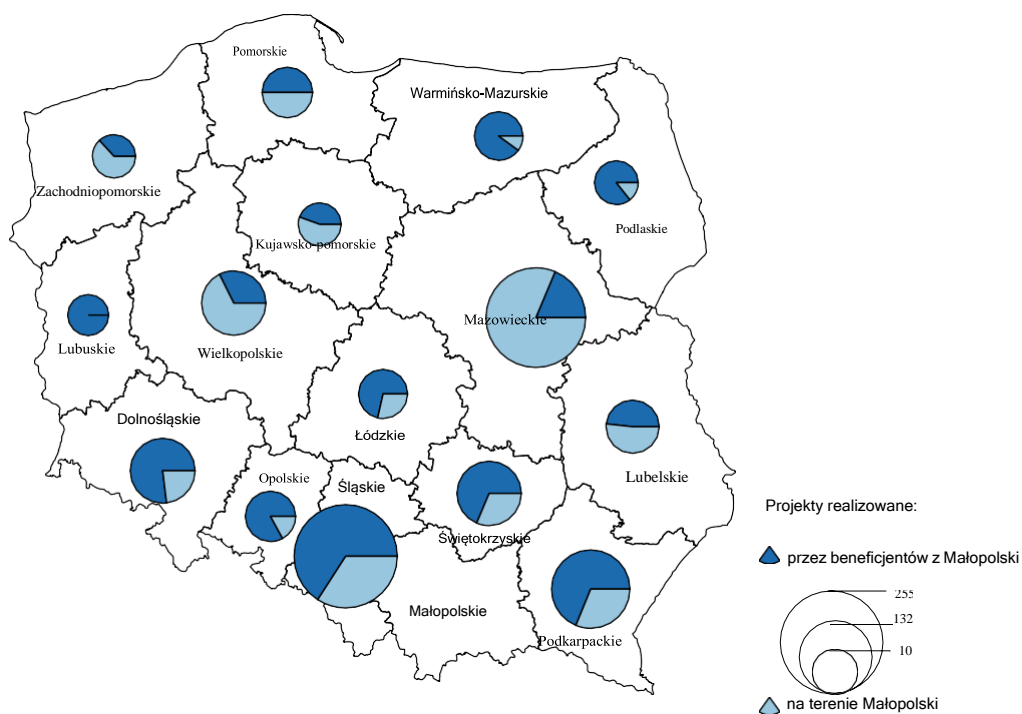 Pomorskie
Warmińsko-Mazurskie
Zachodniopomorskie
Podlaskie
Kujawsko-pomorskie
Mazowieckie
Lubuskie
Wielkopolskie
Dolnośląskie
Łódzkie
Lubelskie
Opolskie
Śląskie
Świętokrzyskie
Małopolskie
Podkarpackie
Projekty realizowane:
przez beneficjentów z Małopolski
255
132
10
na terenie Małopolski